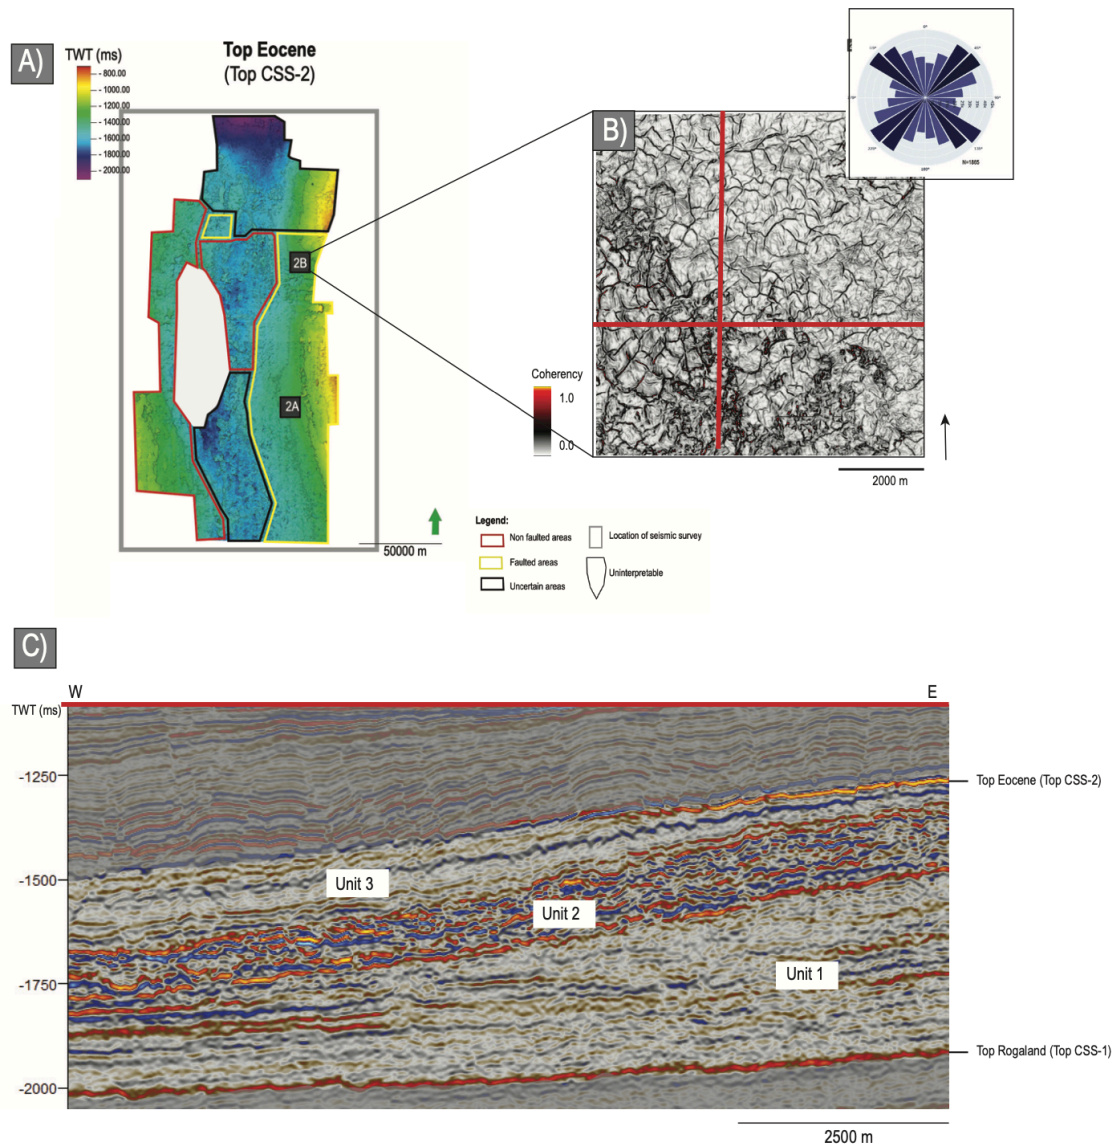 A)
TWT (ms)
Top Eocene
(Top CSS-2)
- 800.00
- 1000.00
- 1200.00
- 1400.00
- 1600.00
- 1800.00
- 2000.00
2B
2A
50000 m
B)
Coherency
1.0
0.0
2000 m
0°
90°
180°
N=1865
Legend:
Non faulted areas
Location of seismic survey
Faulted areas
Uninterpretable
Uncertain areas
C)
W
E
TWT (ms)
-1250
Top Eocene (Top CSS-2)
-1500
Unit 3
Unit 2
-1750
Unit 1
Top Rogaland (Top CSS-1)
-2000
2500 m